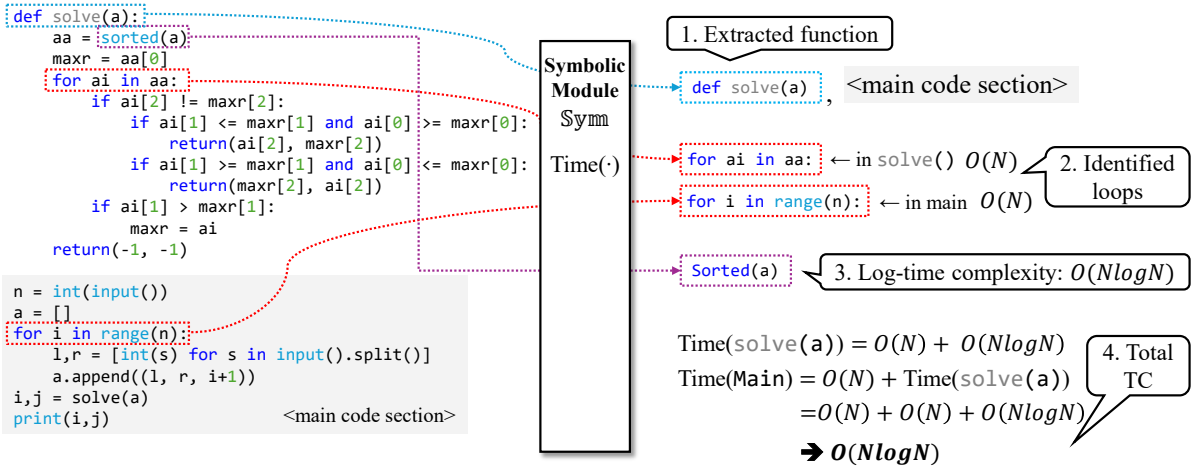 def solve(a):
    aa = sorted(a)
    maxr = aa[0]
    for ai in aa:
        if ai[2] != maxr[2]:
            if ai[1] <= maxr[1] and ai[0] >= maxr[0]:
                return(ai[2], maxr[2])
            if ai[1] >= maxr[1] and ai[0] <= maxr[0]:
                return(maxr[2], ai[2])
        if ai[1] > maxr[1]:
            maxr = ai
    return(-1, -1)
n = int(input())
a = []
for i in range(n):
    l,r = [int(s) for s in input().split()]
    a.append((l, r, i+1))
i,j = solve(a)
print(i,j)
<main code section>
Symbolic
Module
𝕊ymm
Time(·)
1. Extracted function
def solve(a) , <main code section>
for ai in aa: ← in solve() O(N)
for i in range(n): ← in main O(N)
2. Identified
loops
Sorted(a)
3. Log-time complexity: O(NlogN)
Time(solve(a)) = O(N) + O(NlogN)
Time(Main) = O(N) + Time(solve(a))
=O(N) + O(N) + O(NlogN)
➔ O(NlogN)
4. Total
TC